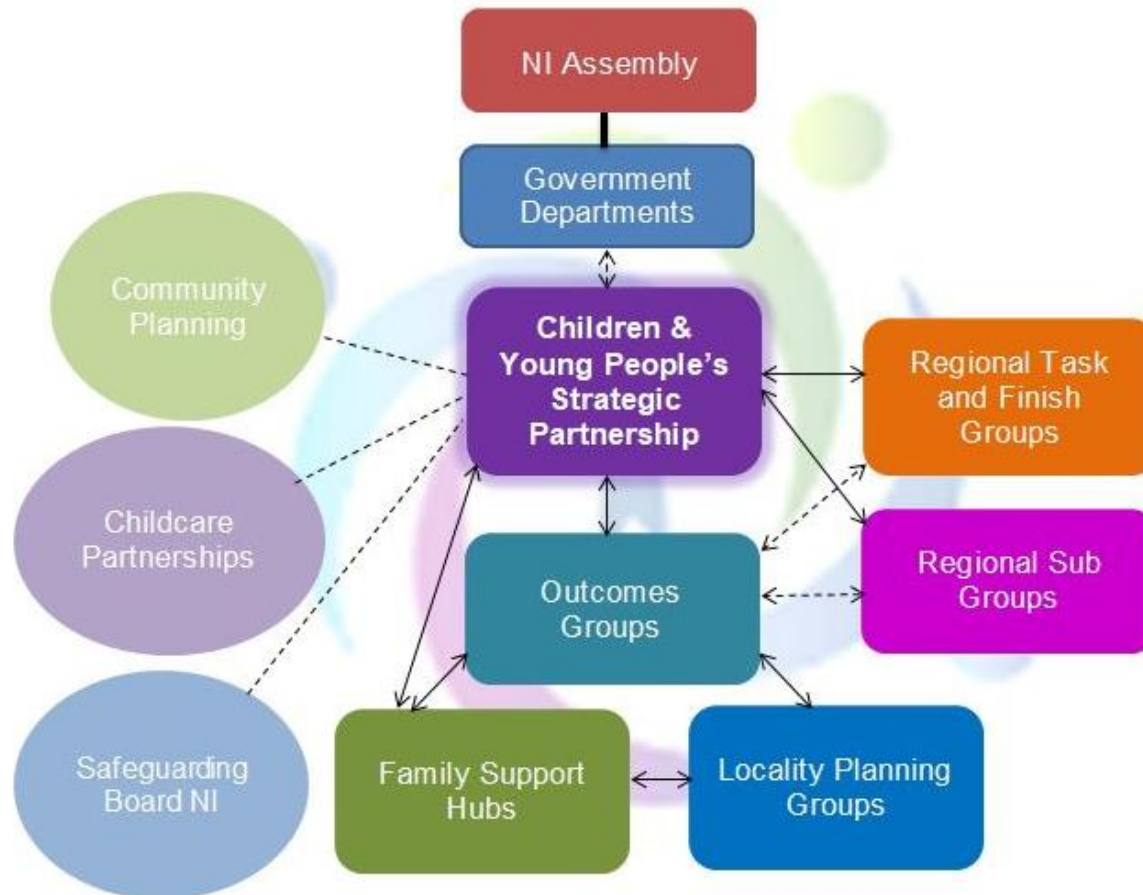 NI Assembly
Government
Departments
Community
Planning
Children &
Young People’s
Strategic
Partnership
Regional Task
and Finish
Groups
Childcare
Partnerships
Outcomes
Groups
Regional Sub
Groups
Safeguarding
Board NI
Family Support
Hubs
Locality Planning
Groups